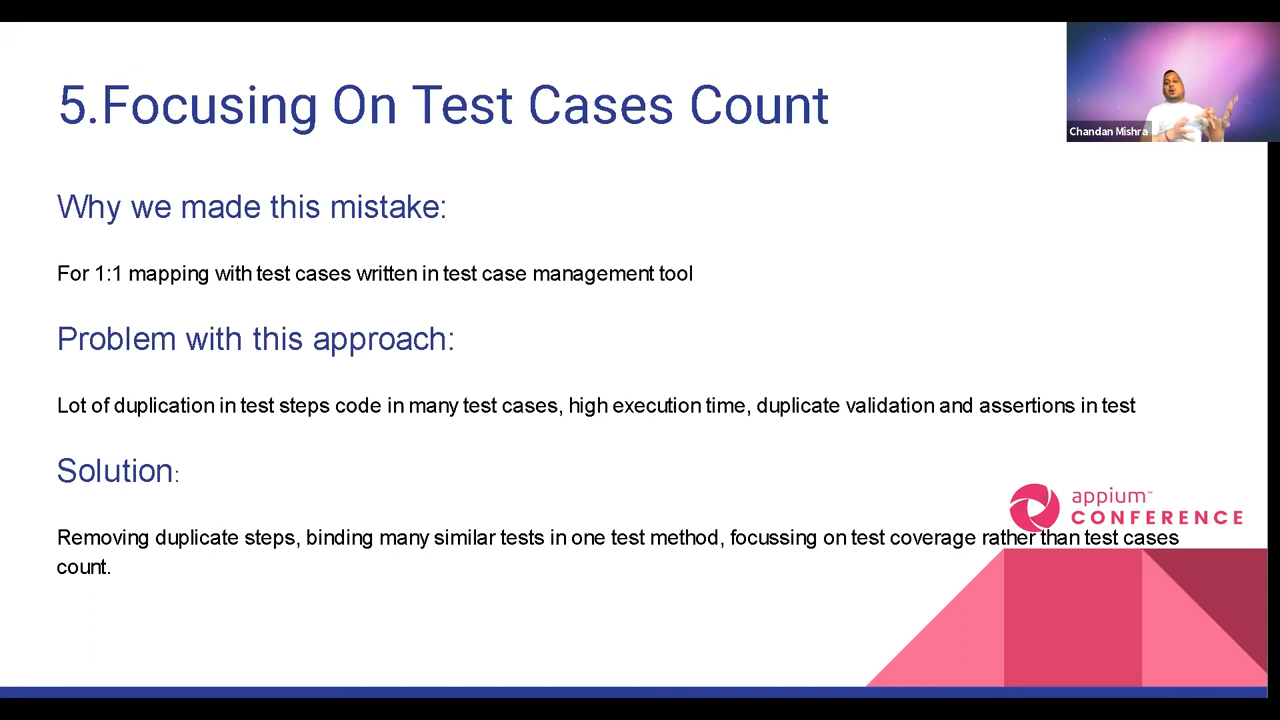 5.Focusing On Test Cases Count
Chandan Mishra
Why we made this mistake:
For 1:1 mapping with test cases written in test case management tool
Problem with this approach:
Lot of duplication in test steps code in many test cases, high execution time, duplicate validation and assertions in test
Solution:
appium™
CONFERENCE
Removing duplicate steps, binding many similar tests in one test method, focussing on test coverage rather than test cases
count.